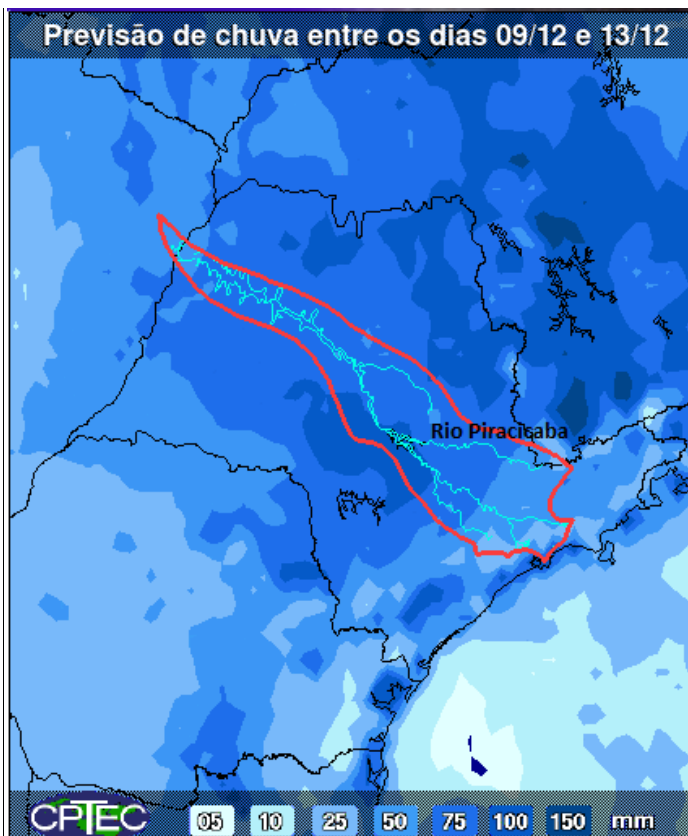 Previsão de chuva entre os dias 09/12 e 13/12
Rio Piracicaba
CPTEC 05 10 25 50 75 100 150 mm